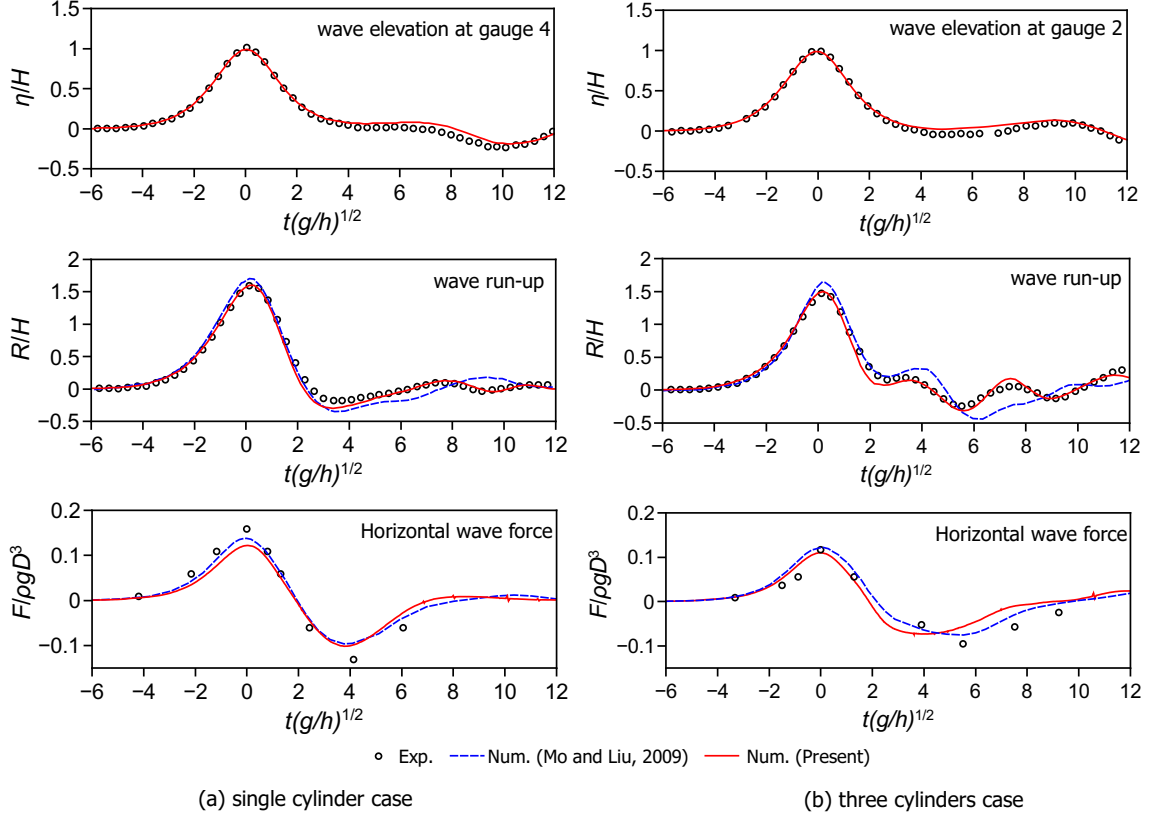 wave elevation at gauge 4
η/H
1.5
1
0.5
0
−0.5
−6 −4 −2 0 2 4 6 8 10 12
t(g/h)1/2
wave elevation at gauge 2
η/H
1.5
1
0.5
0
−0.5
−6 −4 −2 0 2 4 6 8 10 12
t(g/h)1/2
wave run-up
R/H
2
1.5
1
0.5
0
−0.5
−6 −4 −2 0 2 4 6 8 10 12
t(g/h)1/2
wave run-up
R/H
2
1.5
1
0.5
0
−0.5
−6 −4 −2 0 2 4 6 8 10 12
t(g/h)1/2
Horizontal wave force
F/ρgD3
0.2
0.1
0
−0.1
−6 −4 −2 0 2 4 6 8 10 12
t(g/h)1/2
Horizontal wave force
F/ρgD3
0.2
0.1
0
−0.1
−6 −4 −2 0 2 4 6 8 10 12
t(g/h)1/2
Exp. Num. (Mo and Liu, 2009) Num. (Present)
(a) single cylinder case
(b) three cylinders case